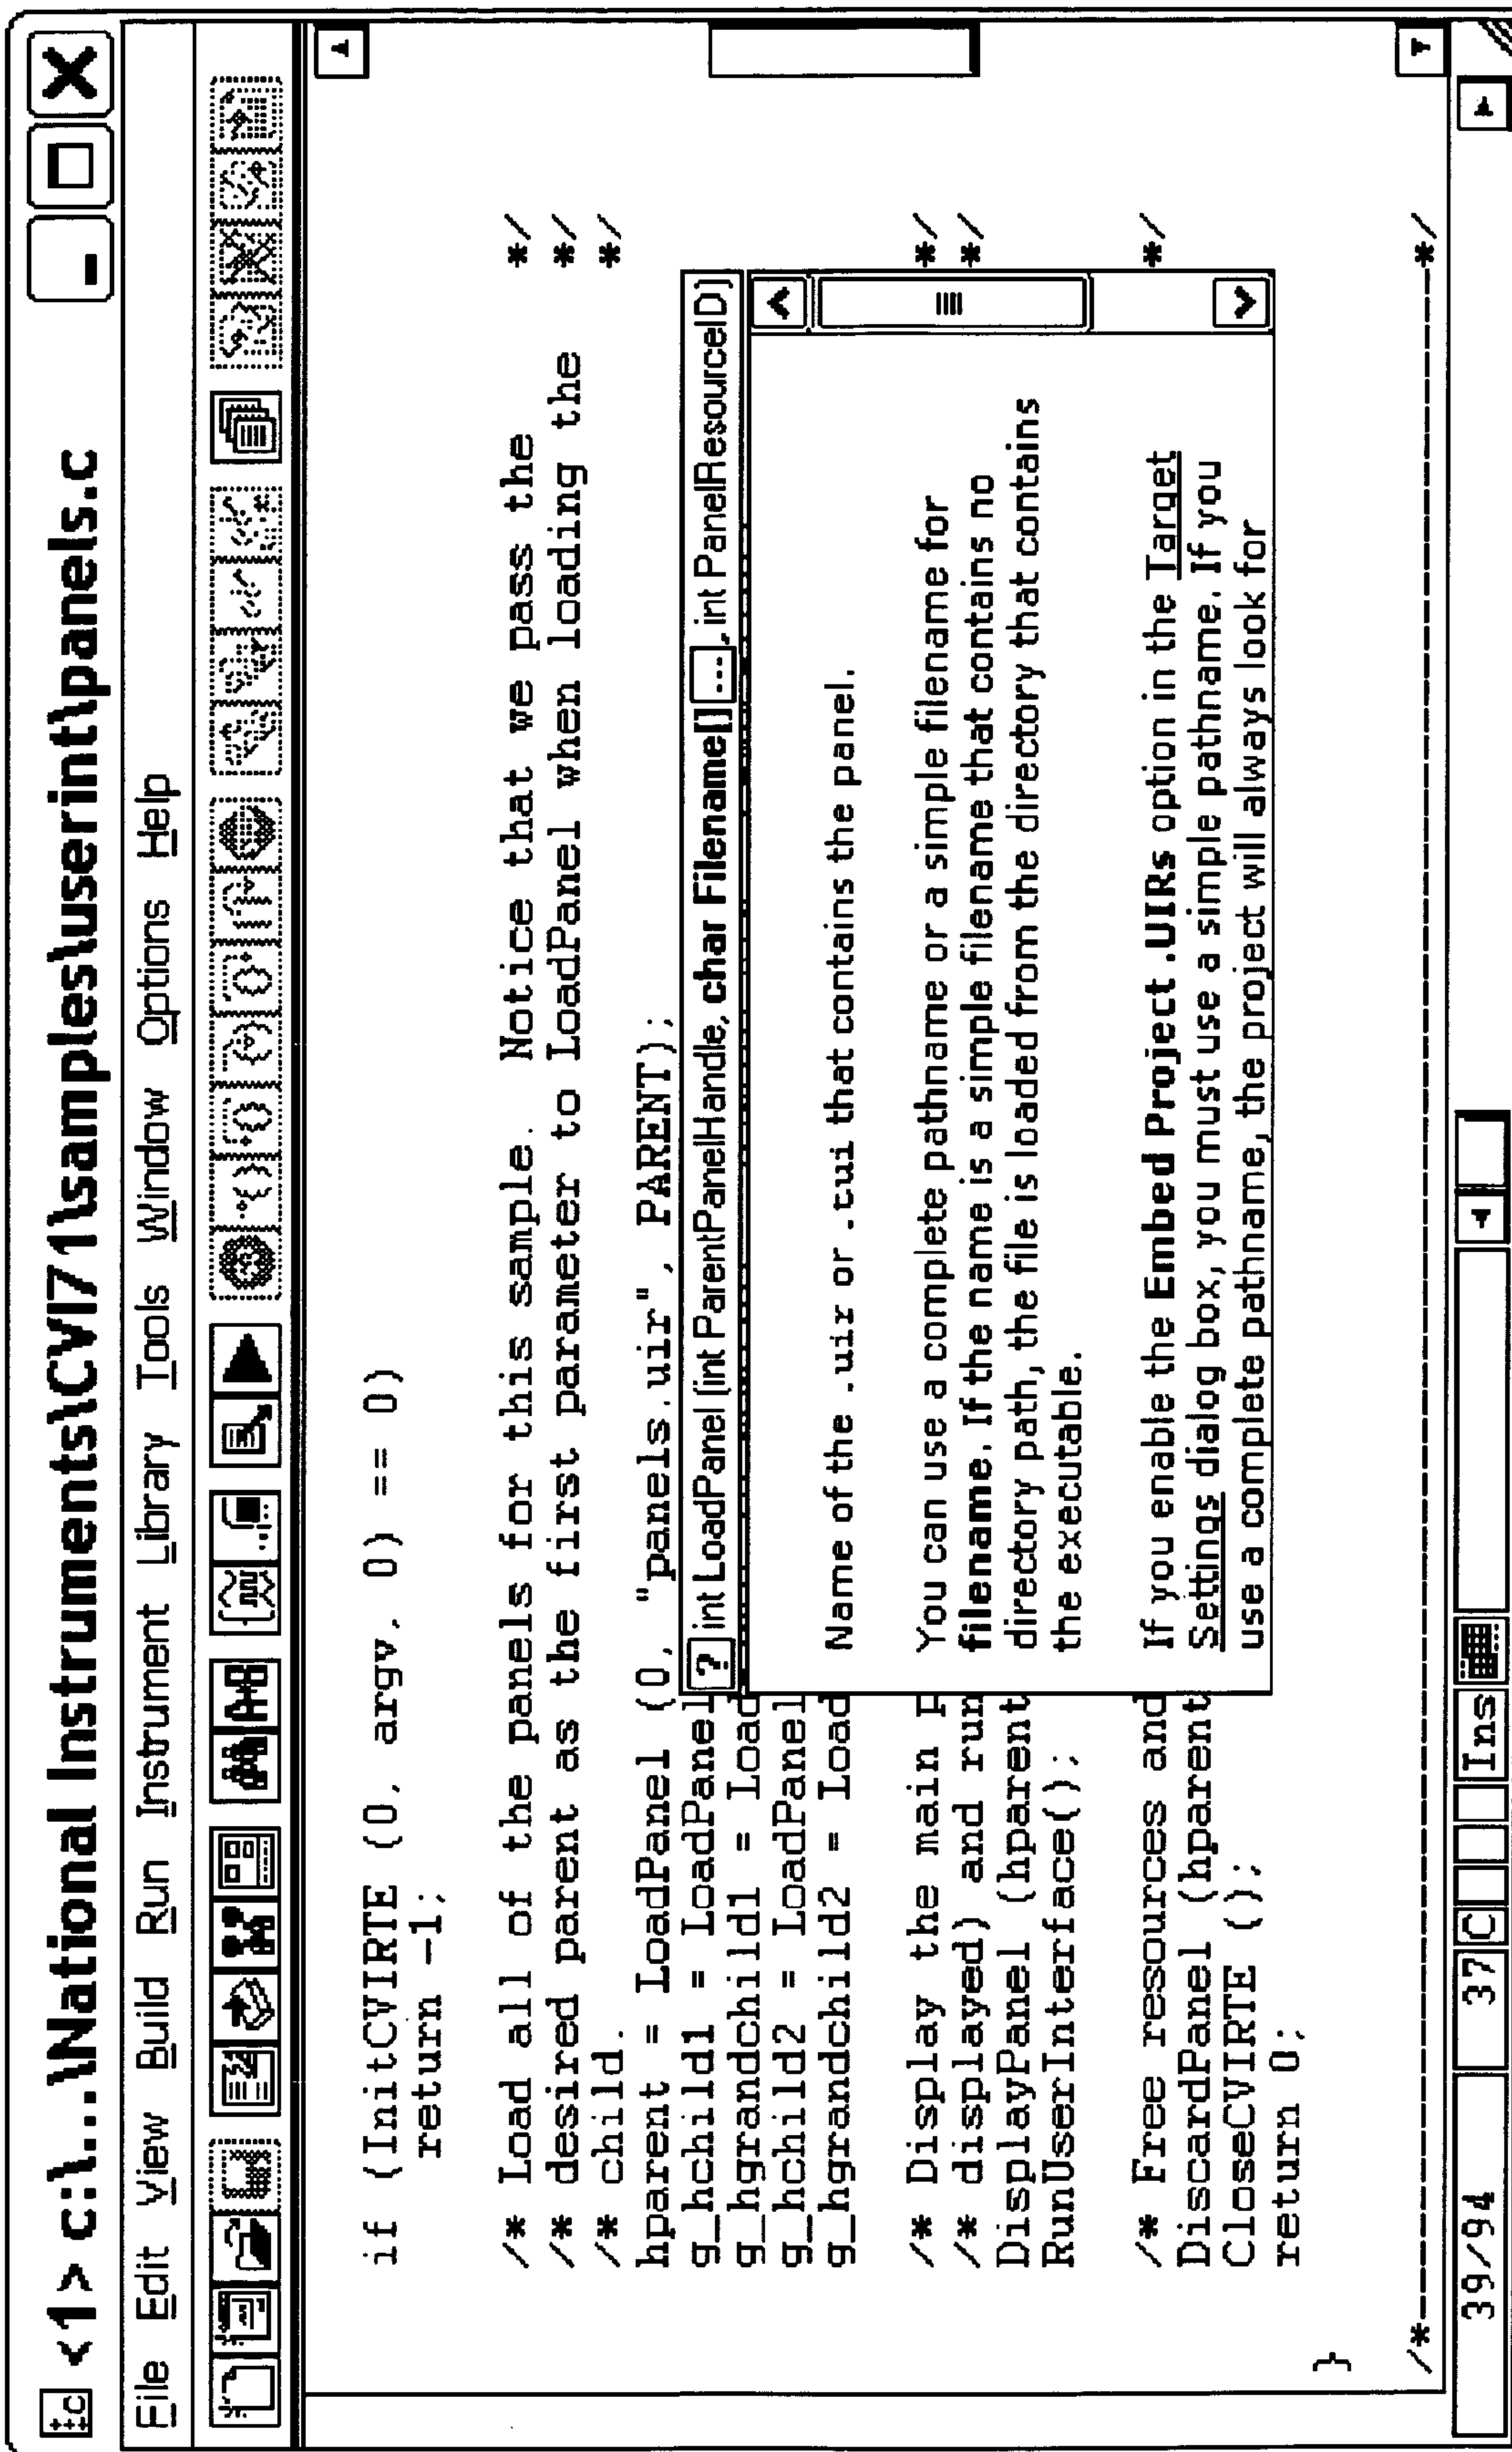 <1> c:\...\National Instruments\CVI71\samples\userint\panels.c
File Edit View Build Run Instrument Library Tools Window Options Help
if (InitCVIRTE (0, argv, 0) == 0)
return -1;
/* Load all of the panels for this sample. Notice that we pass the */
/* desired parent as the first parameter to LoadPanel when loading the */
/* child. */
hparent = LoadPanel (0, "panels.uir", PARENT);
g_hchild1 = LoadPanel
g_hgrandchild1 = Load
g_hchild2 = LoadPanel
g_hgrandchild2 = Load
? int LoadPanel (int ParentPanelHandle, char Filename[] ... , int PanelResourceID)
Name of the .uir or .tui that contains the panel.
You can use a complete pathname or a simple filename for
filename. If the name is a simple filename that contains no
directory path, the file is loaded from the directory that contains
the executable.
If you enable the Embed Project .UIRs option in the Target
Settings dialog box, you must use a simple pathname. If you
use a complete pathname, the project will always look for
/* Display the main p */
/* displayed) and run */
DisplayPanel (hparent
RunUserInterface();
/* Free resources and */
DiscardPanel (hparent
CloseCVIRTE ();
return 0;
}
/*--------------------------------------------------------------------*/
39/94 37 C Ins